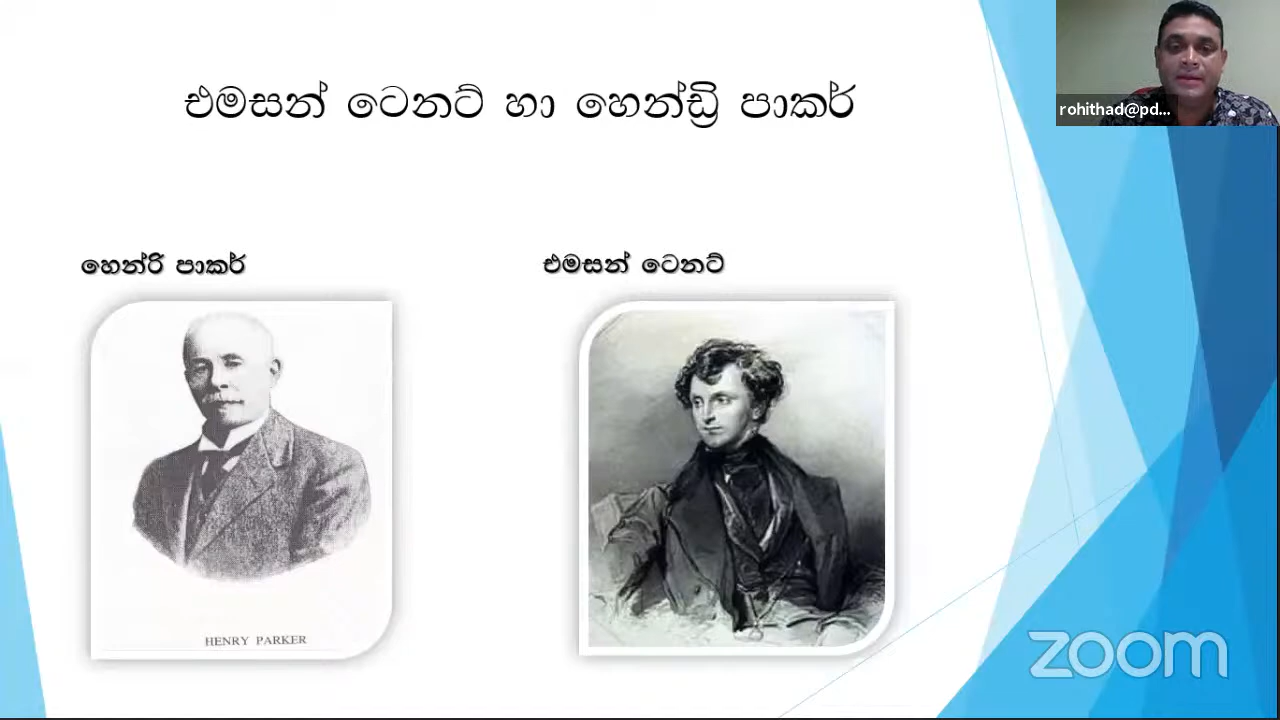 එමසන් ටෙනට් හා හෙන්ඩ්‍රි පාකර්
rohithad@pd...
හෙන්රි පාකර්
එමසන් ටෙනට්
HENRY PARKER
zoom